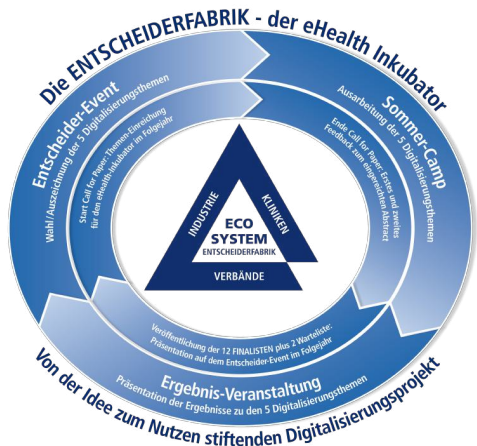 Die ENTSCHEIDERFABRIK - der eHealth Inkubator
Entscheider-Event
Wahl/Auszeichnung der 5 Digitalisierungsthemen
Start Call for Paper: Themen-Einreichung
für den eHealth-Inkubator im Folgejahr
Sommer-Camp
Ausarbeitung der 5 Digitalisierungsthemen
Ende Call for Paper: Erstes und zweites
Feedback zum eingereichten Abstract
INDUSTRIE
KLINIKEN
ECO
SYSTEM
ENTSCHEIDERFABRIK
VERBÄNDE
Veröffentlichung der 12 FINALISTEN plus 2 Warteliste:
Präsentation auf dem Entscheider-Event im Folgejahr
Ergebnis-Veranstaltung
Präsentation der Ergebnisse zu den 5 Digitalisierungsthemen
Von der Idee zum Nutzen stiftenden Digitalisierungsprojekt